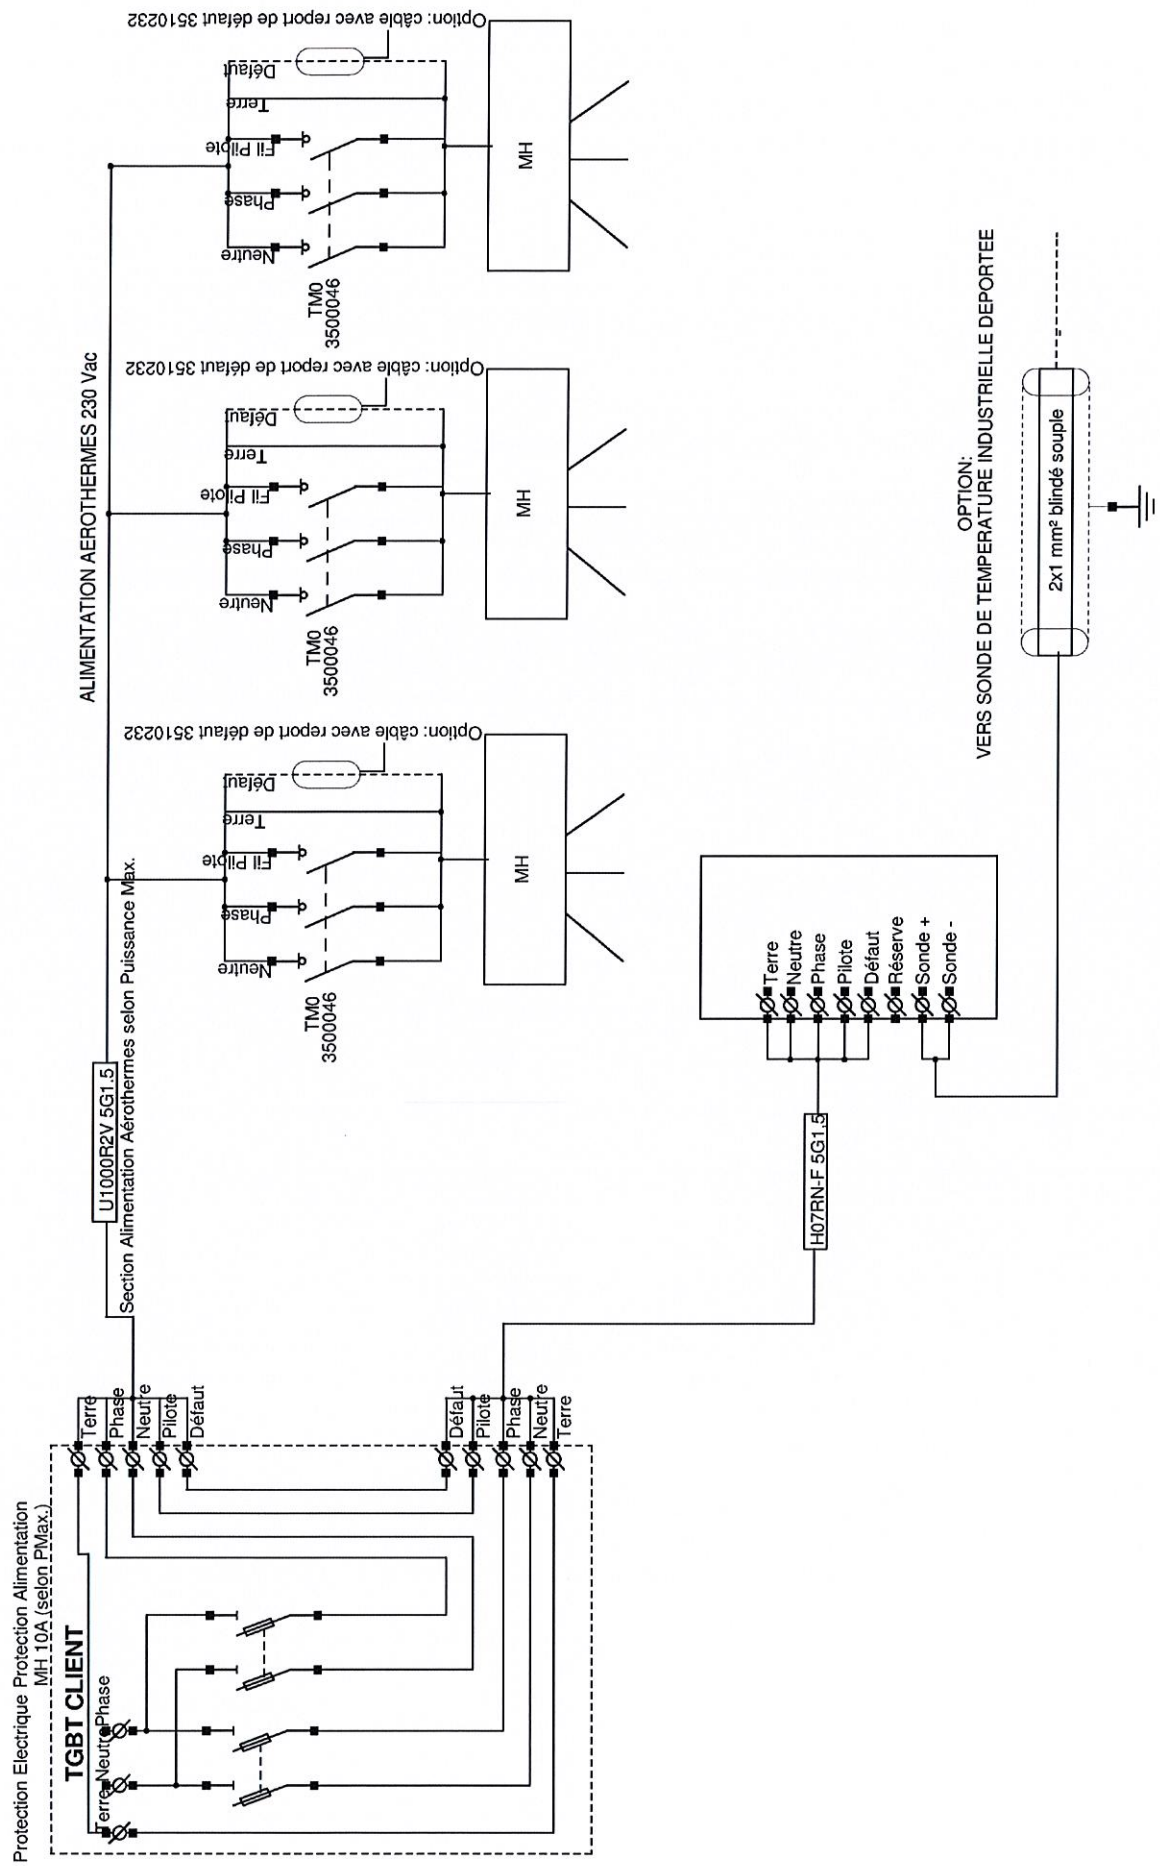 Protection Electrique Protection Alimentation
MH 10A (selon PMax.)
TGBT CLIENT
Terre
Neutre
Phase
Terre
Phase
Neutre
Pilote
Défaut
Défaut
Pilote
Phase
Neutre
Terre
U1000R2V 5G1.5
Section Alimentation Aérothermes selon Puissance Max.
ALIMENTATION AEROTHERMES 230 Vac
Neutre
Phase
Fil Pilote
Terre
Défaut
Option: câble avec report de défaut 3510232
TM0
3500046
MH
Neutre
Phase
Fil Pilote
Terre
Défaut
Option: câble avec report de défaut 3510232
TM0
3500046
MH
Neutre
Phase
Fil Pilote
Terre
Défaut
Option: câble avec report de défaut 3510232
TM0
3500046
MH
H07RN-F 5G1.5
Terre
Neutre
Phase
Pilote
Défaut
Réserve
Sonde +
Sonde -
OPTION:
VERS SONDE DE TEMPERATURE INDUSTRIELLE DEPORTEE
2x1 mm² blindé souple